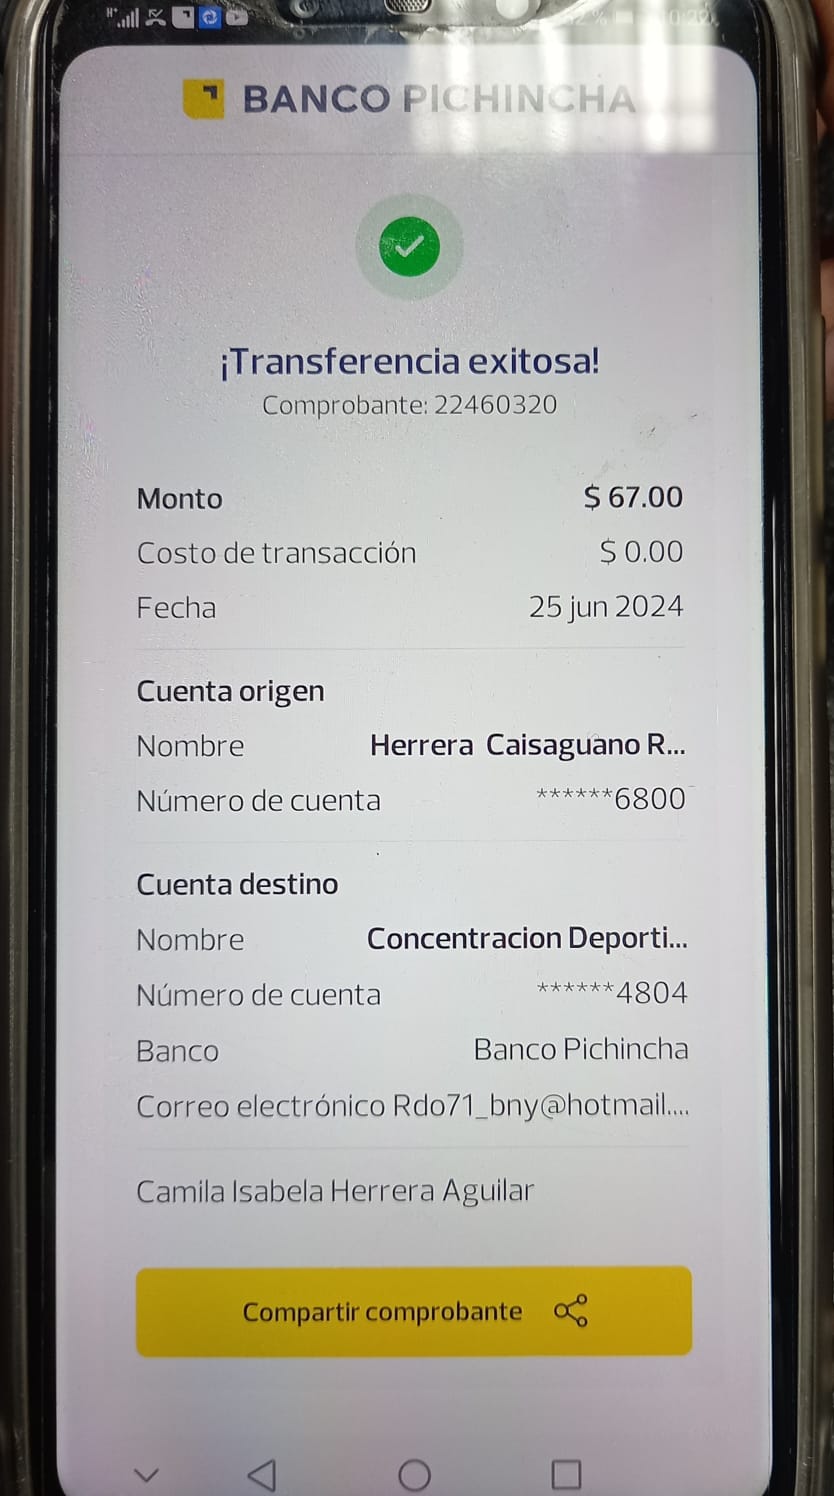 BANCO PICHINCHA
¡Transferencia exitosa!
Comprobante: 22460320
Monto $ 67.00
Costo de transacción $ 0.00
Fecha 25 jun 2024
Cuenta origen
Nombre Herrera Caisaguano R...
Número de cuenta ******6800
Cuenta destino
Nombre Concentracion Deporti...
Número de cuenta ******4804
Banco Banco Pichincha
Correo electrónico Rdo71_bny@hotmail....
Camila Isabela Herrera Aguilar
Compartir comprobante